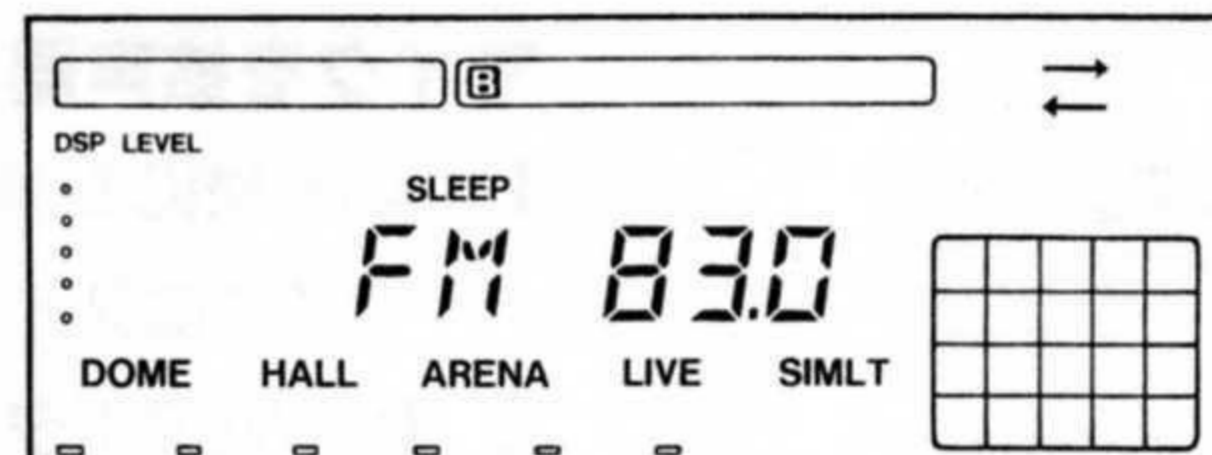 B
DSP LEVEL
SLEEP
FM 83.0
DOME HALL ARENA LIVE SIMLT